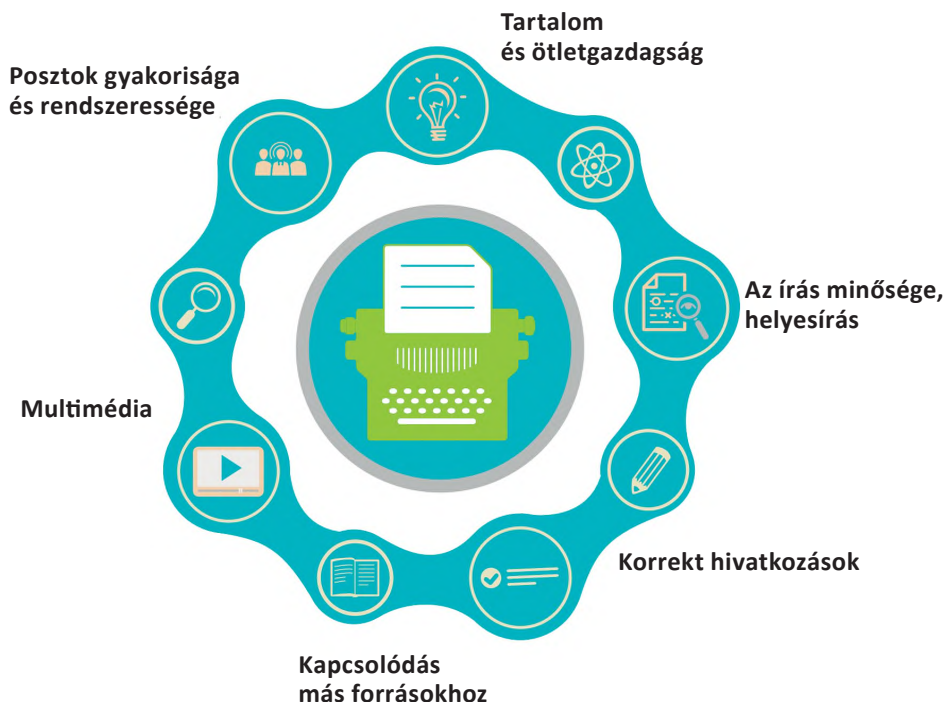 Tartalom
és ötletgazdagság
Posztok gyakorisága
és rendszeressége
Az írás minősége,
helyesírás
Multimédia
Korrekt hivatkozások
Kapcsolódás
más forrásokhoz